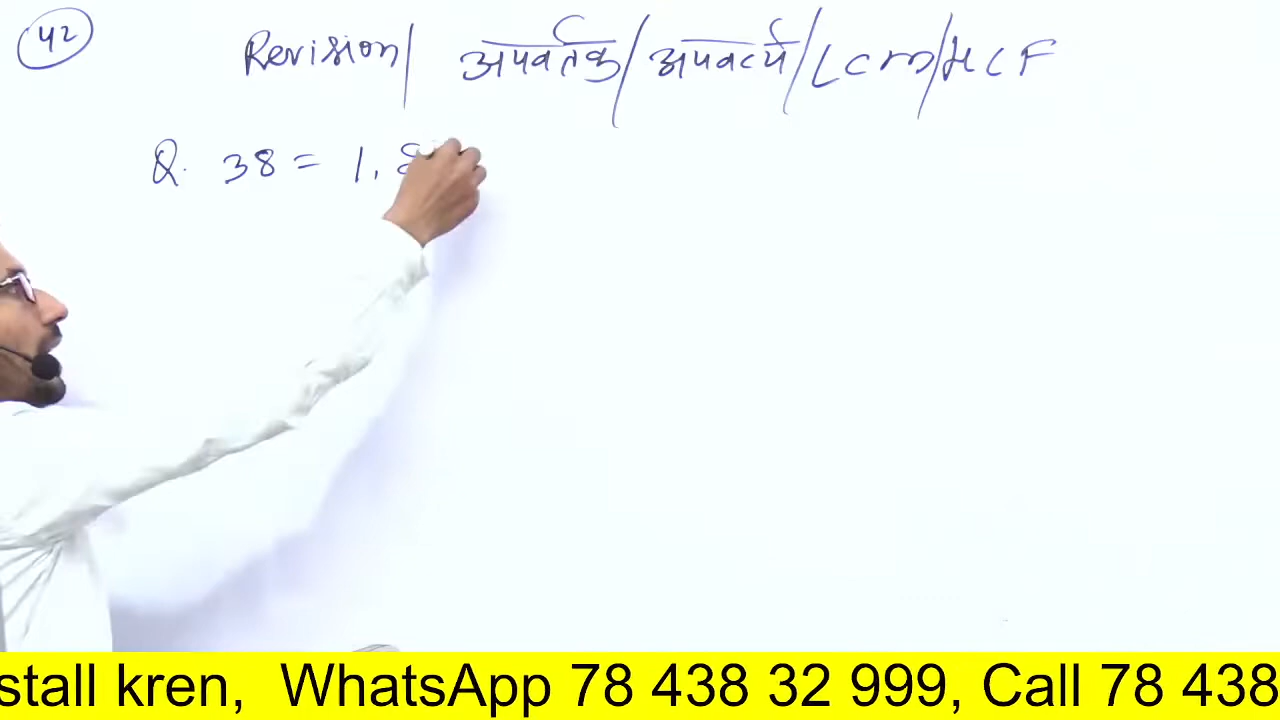 42
Revision / अपवर्तक / अपवर्त्य / LCM / HCF
Q. 38 = 1,
stall kren, WhatsApp 78 438 32 999, Call 78 438